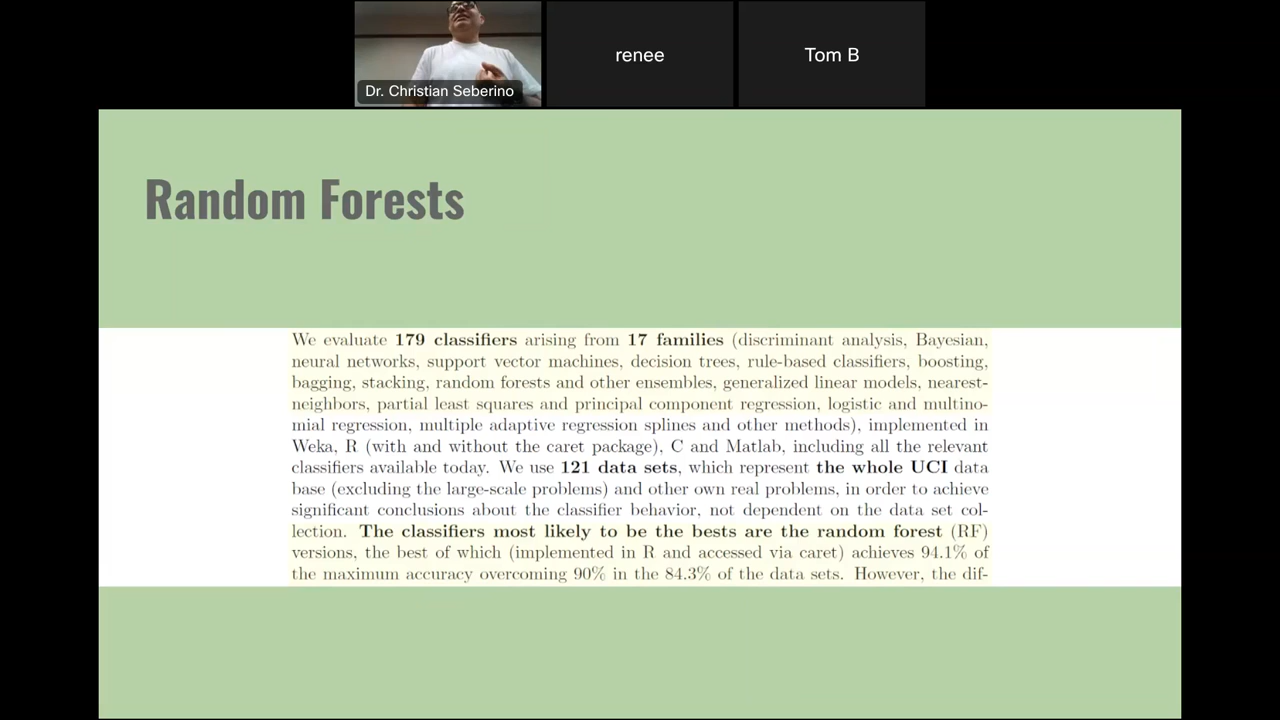 Dr. Christian Seberino
renee
Tom B
Random Forests
We evaluate 179 classifiers arising from 17 families (discriminant analysis, Bayesian,
neural networks, support vector machines, decision trees, rule-based classifiers, boosting,
bagging, stacking, random forests and other ensembles, generalized linear models, nearest-
neighbors, partial least squares and principal component regression, logistic and multino-
mial regression, multiple adaptive regression splines and other methods), implemented in
Weka, R (with and without the caret package), C and Matlab, including all the relevant
classifiers available today. We use 121 data sets, which represent the whole UCI data
base (excluding the large-scale problems) and other own real problems, in order to achieve
significant conclusions about the classifier behavior, not dependent on the data set col-
lection. The classifiers most likely to be the bests are the random forest (RF)
versions, the best of which (implemented in R and accessed via caret) achieves 94.1% of
the maximum accuracy overcoming 90% in the 84.3% of the data sets. However, the dif-